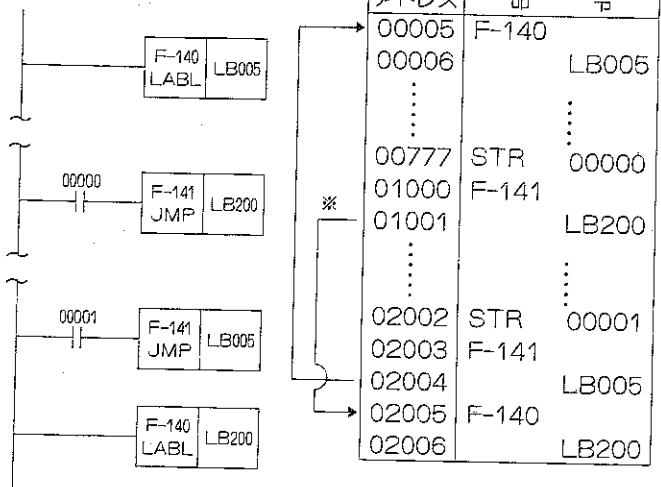 F-140
LABL
LB005
00000
F-141
JMP
LB200
00001
F-141
JMP
LB005
F-140
LABL
LB200
アドレス 命 令
00005 F-140
00006 LB005
00777 STR 00000
01000 F-141
※
01001 LB200
02002 STR 00001
02003 F-141
02004 LB005
02005 F-140
02006 LB200